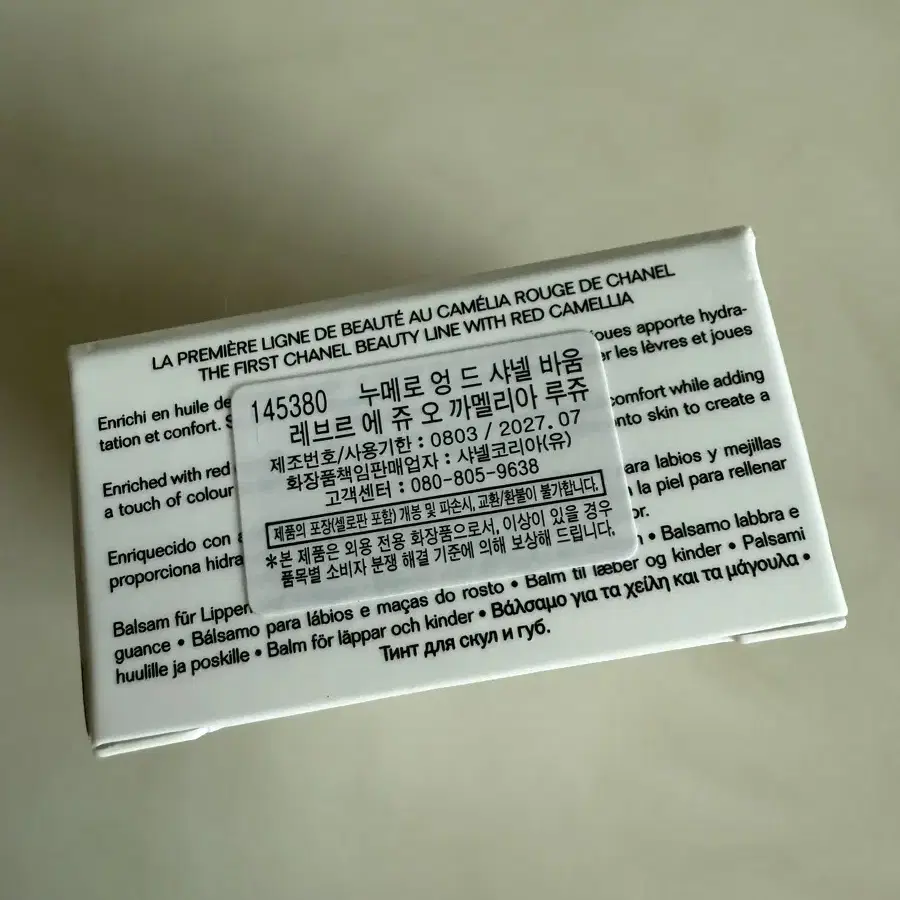 LA PREMIÈRE LIGNE DE BEAUTÉ AU CAMÉLIA ROUGE DE CHANEL
THE FIRST CHANEL BEAUTY LINE WITH RED CAMELLIA
Enrichi en huile de joues apporte hydra-
tation et confort. les lèvres et joues
Enriched with red comfort while adding
a touch of colour onto skin to create a
Enriquecido con para labios y mejillas
proporciona la piel para rellenar
145380 누메로 엉 드 샤넬 바움
레브르 에 쥬 오 까멜리아 루쥬
제조번호/사용기한 : 0803 / 2027.07
화장품책임판매업자 : 샤넬코리아(유)
고객센터 : 080-805-9638
제품의 포장(셀로판 포함) 개봉 및 파손시, 교환/환불이 불가합니다.
*본 제품은 외용 전용 화장품으로서, 이상이 있을 경우
품목별 소비자 분쟁 해결 기준에 의해 보상해 드립니다.
Balsam für • Balsamo labbra e
guance • Bálsamo para lábios e maças do rosto • Balm til læber og kinder • Palsami
huulille ja poskille • Balm för läppar och kinder • Βάλσαμο για τα χείλη και τα μάγουλα •
Тинт для скул и губ.